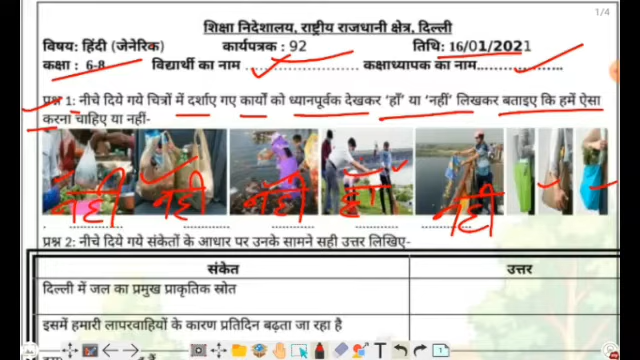 1/4
शिक्षा निदेशालय, राष्ट्रीय राजधानी क्षेत्र, दिल्ली
विषय: हिंदी (जेनेरिक) कार्यपत्रक: 92 तिथि: 16/01/2021
कक्षा: 6-8 विद्यार्थी का नाम ........................ कक्षाध्यापक का नाम..................
प्रश्न 1: नीचे दिये गये चित्रों में दर्शाए गए कार्यों को ध्यानपूर्वक देखकर 'हाँ' या 'नहीं' लिखकर बताइए कि हमें ऐसा
करना चाहिए या नहीं-
नहीं नहीं नहीं हाँ नहीं
प्रश्न 2: नीचे दिये गये संकेतों के आधार पर उनके सामने सही उत्तर लिखिए-
संकेत उत्तर
दिल्ली में जल का प्रमुख प्राकृतिक स्रोत
इसमें हमारी लापरवाहियों के कारण प्रतिदिन बढ़ता जा रहा है